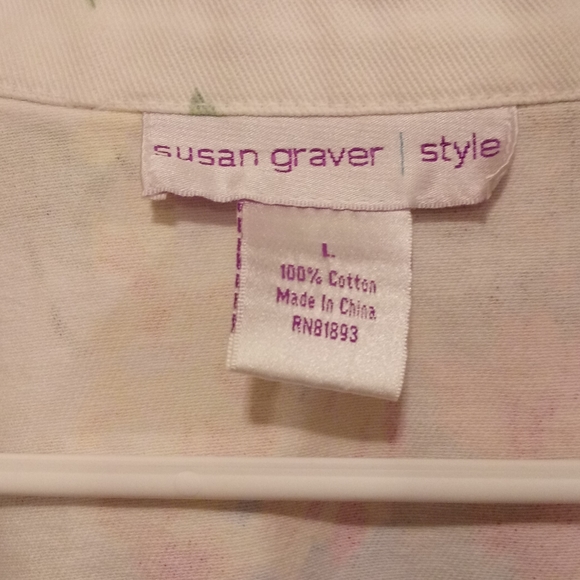 susan graver | style
L
100% Cotton
Made In China
RN81893